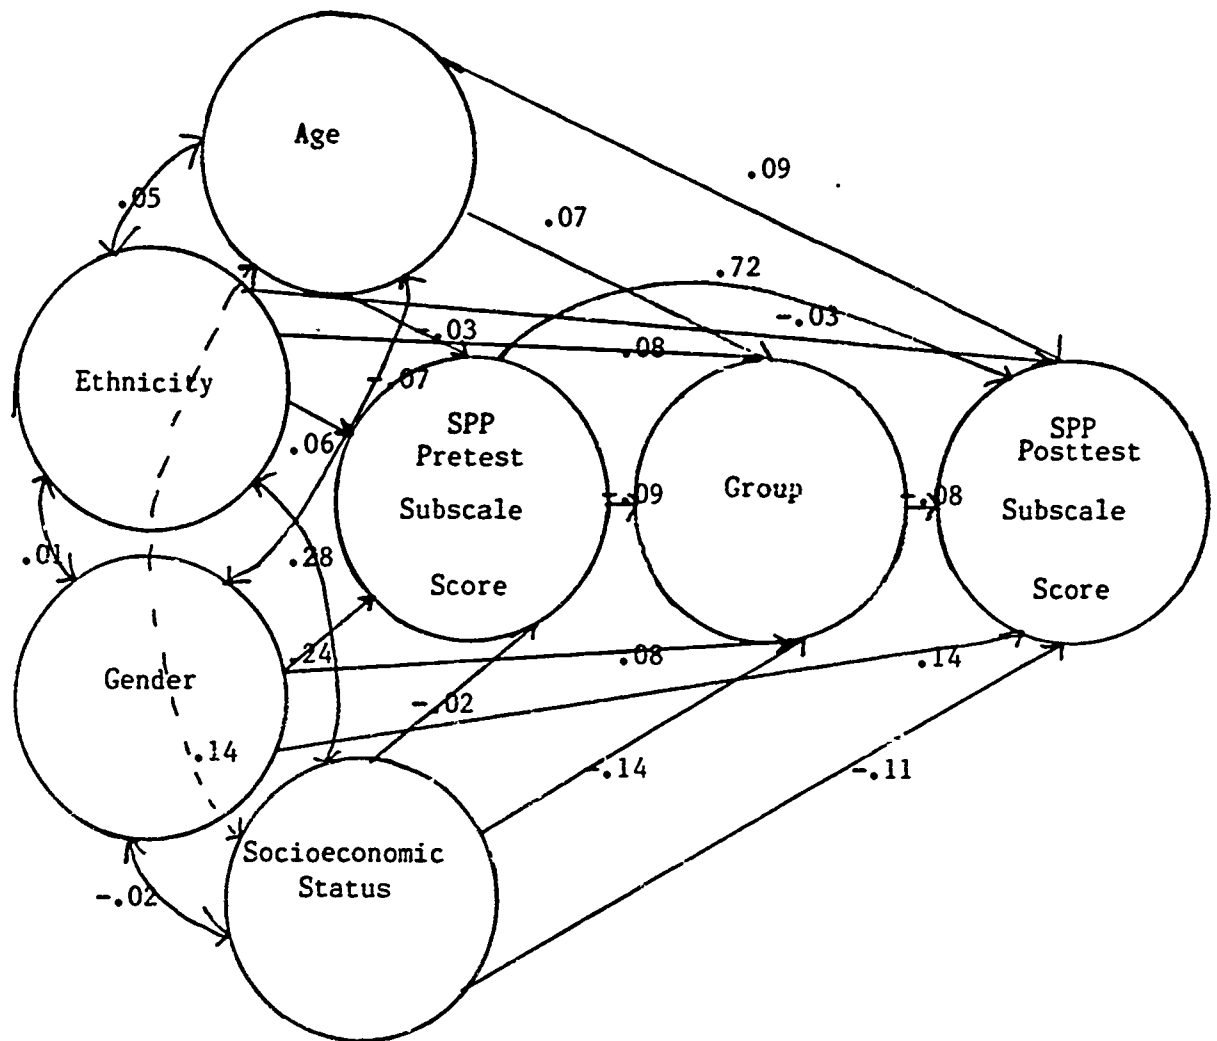 Age
.09
.05
.07
.72
-.03
-.03
.08
Ethnicity
-.07
.06
SPP
Pretest
Subscale
Score
-.09
Group
-.08
SPP
Posttest
Subscale
Score
.01
.28
.24
.08
.14
Gender
-.02
.14
-.14
-.11
Socioeconomic
Status
-.02